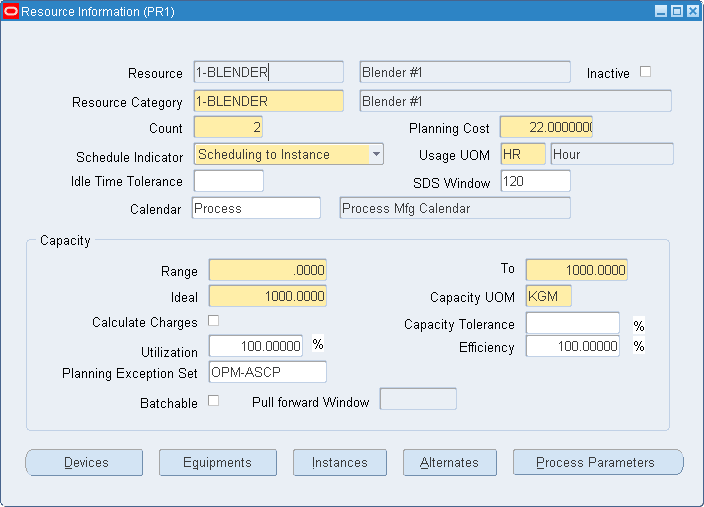 Resource Information (PR1)
Resource 1-BLENDER Blender #1 Inactive
Resource Category 1-BLENDER Blender #1
Count 2 Planning Cost 22.000000
Schedule Indicator Scheduling to Instance Usage UOM HR Hour
Idle Time Tolerance SDS Window 120
Calendar Process Process Mfg Calendar
Capacity
Range .0000 To 1000.0000
Ideal 1000.0000 Capacity UOM KGM
Calculate Charges Capacity Tolerance %
Utilization 100.00000 % Efficiency 100.00000 %
Planning Exception Set OPM-ASCP
Batchable Pull forward Window
Devices Equipments Instances Alternates Process Parameters